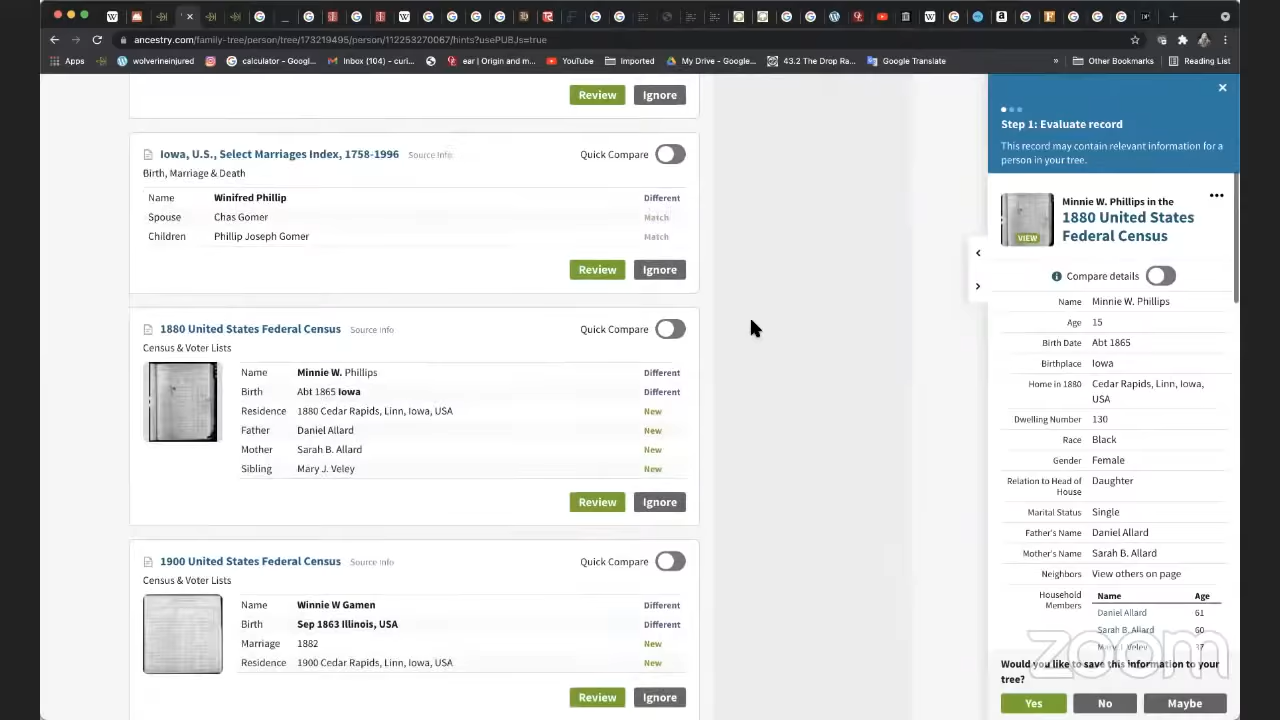 ancestry.com/family-tree/person/tree/173219495/person/112253270067/hints?usePUBJs=true
Apps
wolverineinjured
calculator - Googl...
Inbox (104) - curi...
ear | Origin and m...
YouTube
Imported
My Drive - Google...
43.2 The Drop Ra...
Google Translate
»
Other Bookmarks
Reading List
Review Ignore
Iowa, U.S., Select Marriages Index, 1758-1996 Source Info Quick Compare
Birth, Marriage & Death
Name Winifred Phillip Different
Spouse Chas Gomer Match
Children Phillip Joseph Gomer Match
Review Ignore
1880 United States Federal Census Source Info Quick Compare
Census & Voter Lists
Name Minnie W. Phillips Different
Birth Abt 1865 Iowa Different
Residence 1880 Cedar Rapids, Linn, Iowa, USA New
Father Daniel Allard New
Mother Sarah B. Allard New
Sibling Mary J. Veley New
Review Ignore
1900 United States Federal Census Source Info Quick Compare
Census & Voter Lists
Name Winnie W Gamen Different
Birth Sep 1863 Illinois, USA Different
Marriage 1882 New
Residence 1900 Cedar Rapids, Linn, Iowa, USA New
Review Ignore
Step 1: Evaluate record
This record may contain relevant information for a
person in your tree.
Minnie W. Phillips in the
1880 United States
Federal Census
VIEW
Compare details
Name Minnie W. Phillips
Age 15
Birth Date Abt 1865
Birthplace Iowa
Home in 1880 Cedar Rapids, Linn, Iowa,
USA
Dwelling Number 130
Race Black
Gender Female
Relation to Head of Daughter
House
Marital Status Single
Father's Name Daniel Allard
Mother's Name Sarah B. Allard
Neighbors View others on page
Household Members
Name Age
Daniel Allard 61
Sarah B. Allard 60
Mary J. Veley 37
zoom
Would you like to save this information to your
tree?
Yes No Maybe